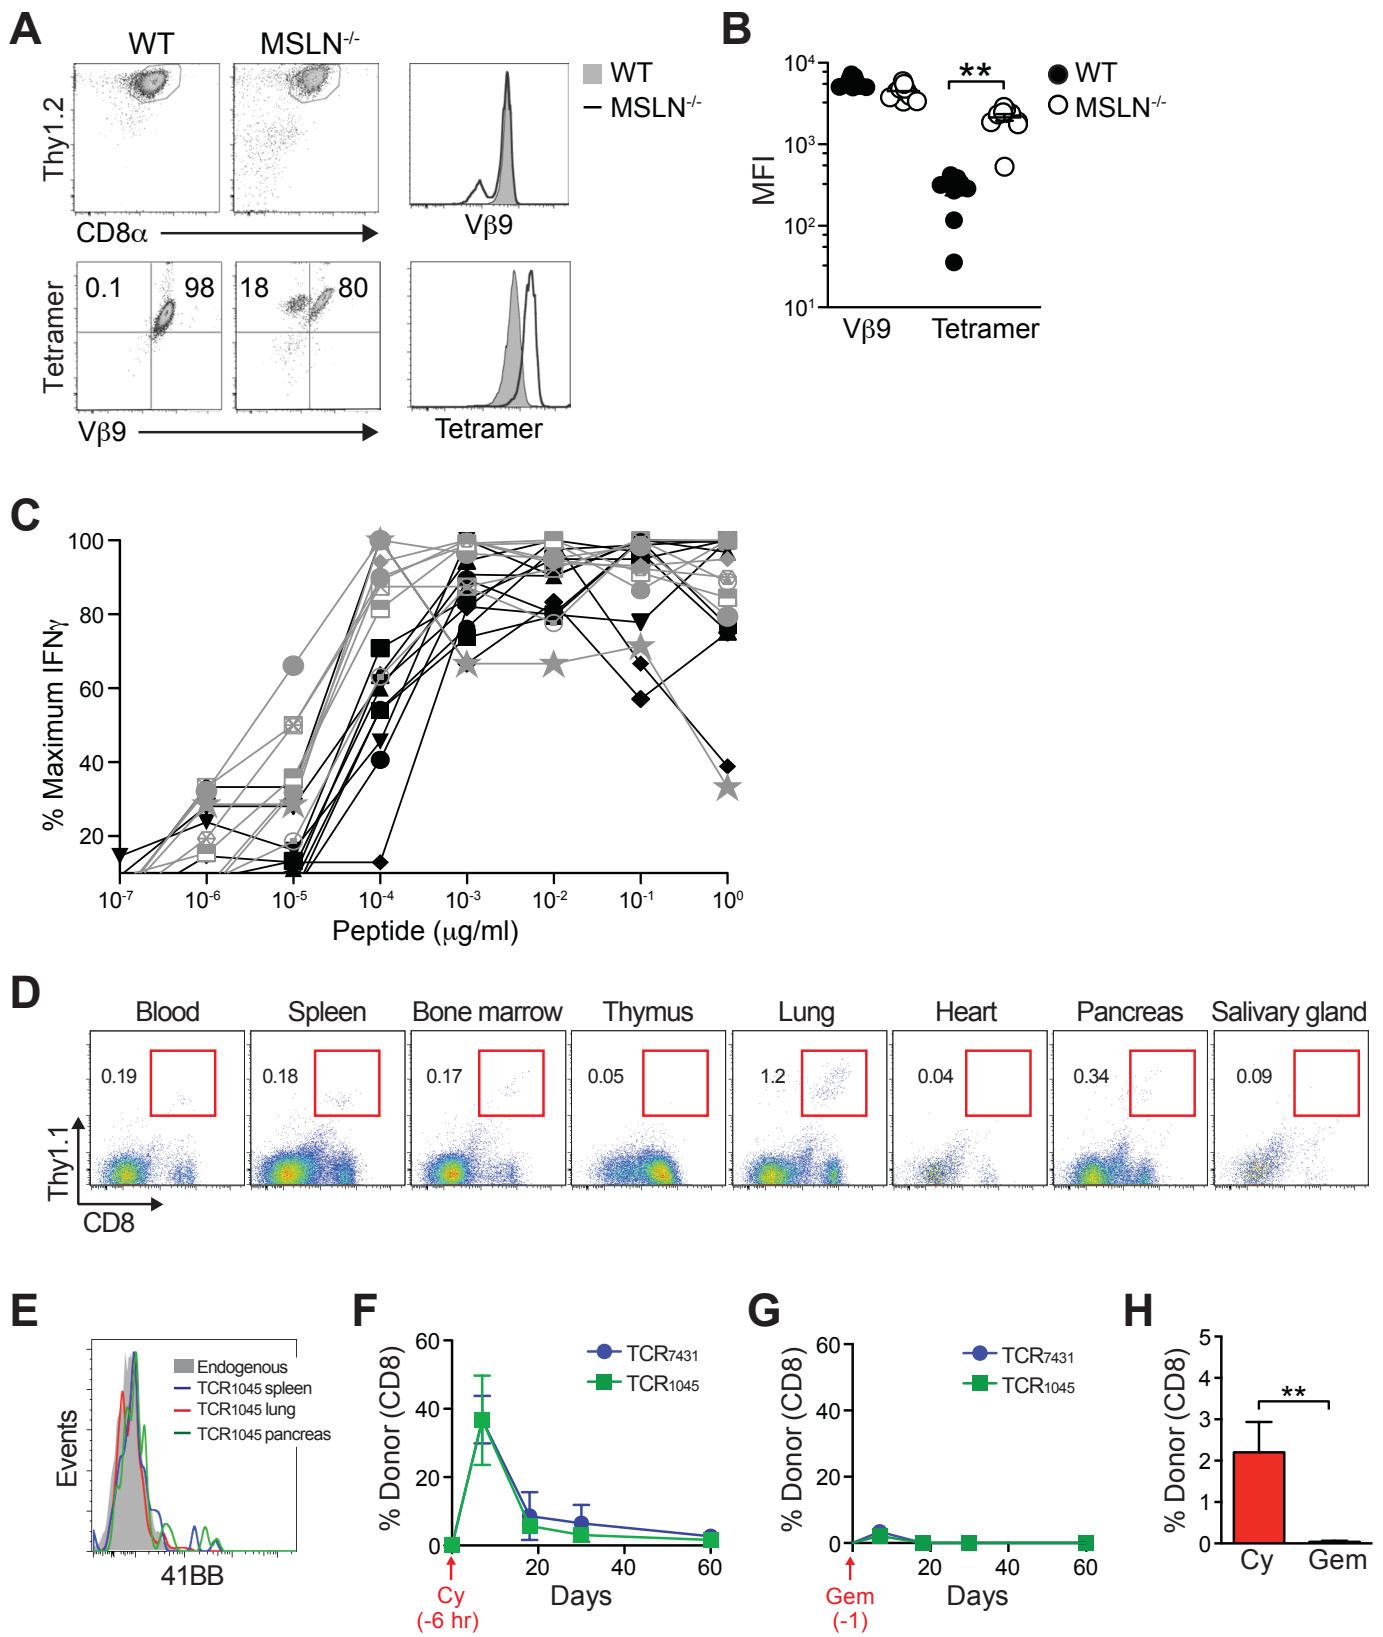 A
WT
MSLN-/-
WT
MSLN-/-
Thy1.2
CD8α
Vβ9
0.1
98
18
80
Tetramer
Vβ9
Tetramer
B
MFI
10⁴
10³
10²
10¹
**
WT
MSLN-/-
Vβ9
Tetramer
C
% Maximum IFNγ
100
80
60
40
20
10⁻⁷
10⁻⁶
10⁻⁵
10⁻⁴
10⁻³
10⁻²
10⁻¹
10⁰
Peptide (μg/ml)
D
Blood
Spleen
Bone marrow
Thymus
Lung
Heart
Pancreas
Salivary gland
0.19
0.18
0.17
0.05
1.2
0.04
0.34
0.09
Thy1.1
CD8
E
Events
Endogenous
TCR1045 spleen
TCR1045 lung
TCR1045 pancreas
41BB
F
% Donor (CD8)
60
40
20
0
TCR7431
TCR1045
20
40
60
Cy
(-6 hr)
Days
G
% Donor (CD8)
60
40
20
0
TCR7431
TCR1045
20
40
60
Gem
(-1)
Days
H
% Donor (CD8)
5
4
3
2
1
0
**
Cy
Gem